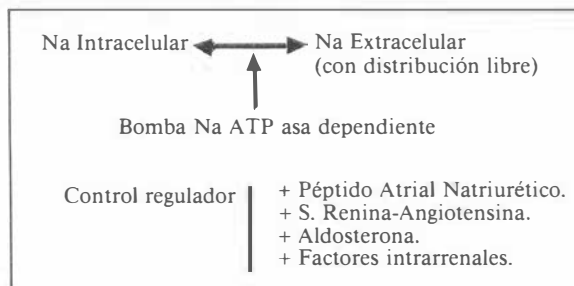 Na Intracelular Na Extracelular
(con distribución libre)
Bomba Na ATP asa dependiente
Control regulador + Péptido Atrial Natriurético.
+ S. Renina-Angiotensina.
+ Aldosterona.
+ Factores intrarrenales.